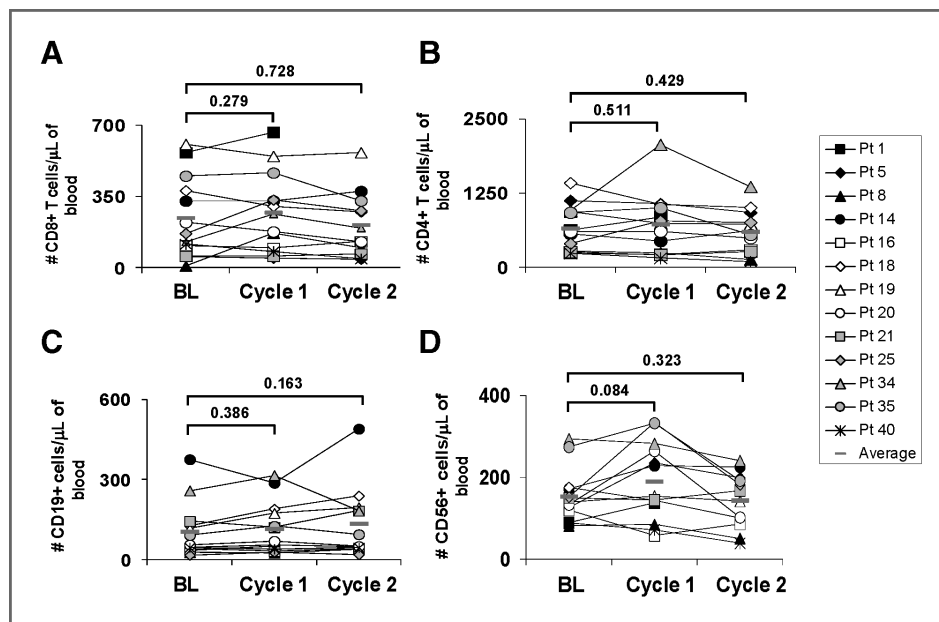 A
0.728
0.279
# CD8+ T cells/µL of
blood
700
350
0
BL Cycle 1 Cycle 2
B
0.429
0.511
# CD4+ T cells/µL of
blood
2500
1250
0
BL Cycle 1 Cycle 2
C
0.163
0.386
# CD19+ cells/µL of
blood
600
300
0
BL Cycle 1 Cycle 2
D
0.323
0.084
# CD56+ cells/µL of
blood
400
200
0
BL Cycle 1 Cycle 2
Pt 1
Pt 5
Pt 8
Pt 14
Pt 16
Pt 18
Pt 19
Pt 20
Pt 21
Pt 25
Pt 34
Pt 35
Pt 40
Average